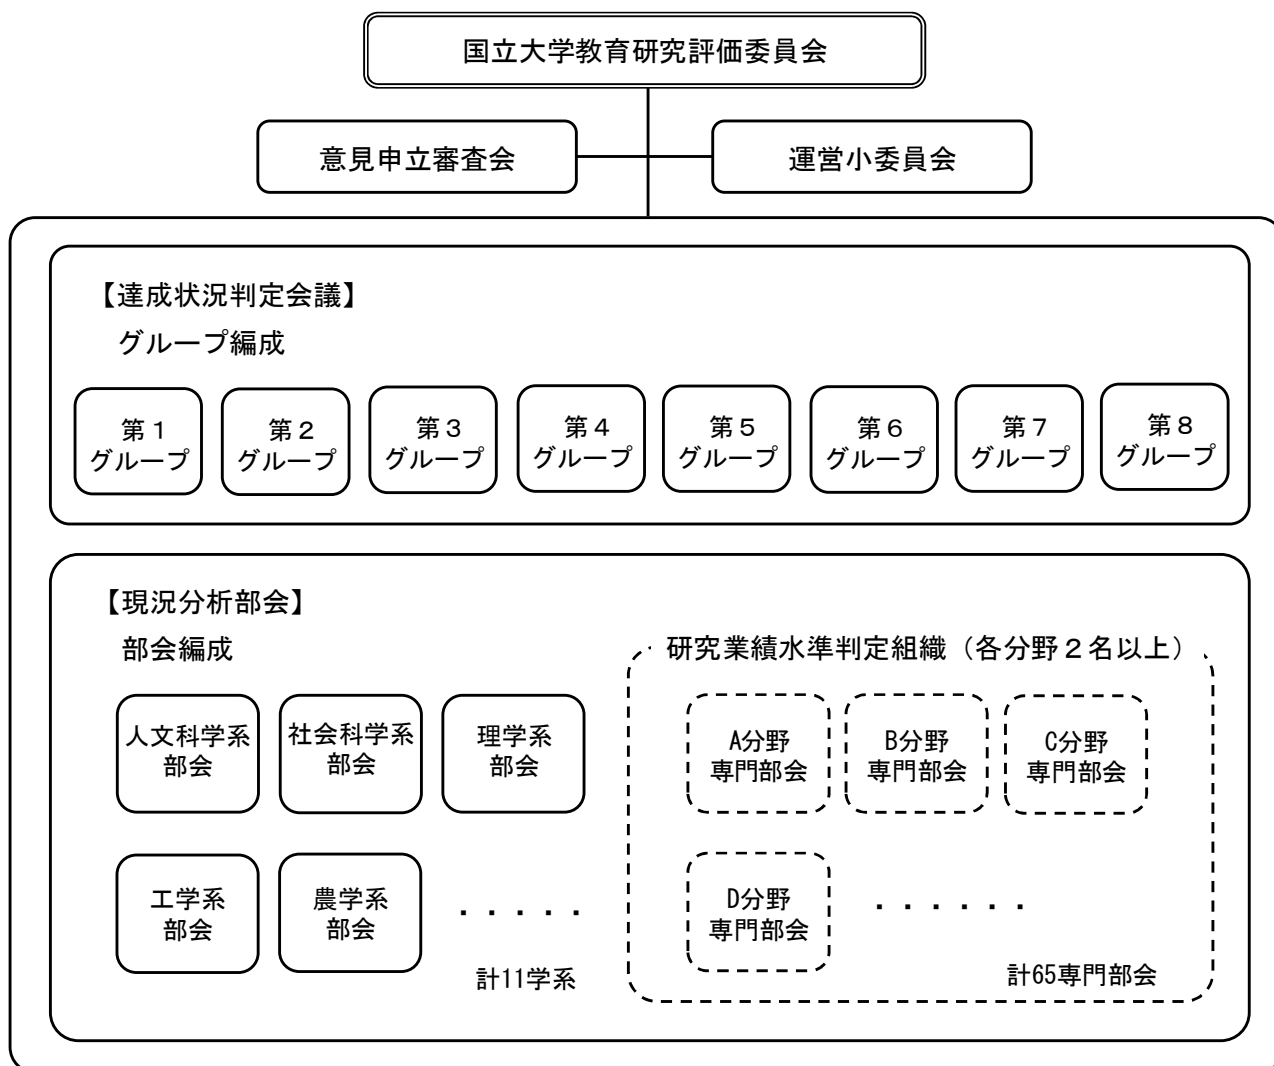 国立大学教育研究評価委員会
意見申立審査会
運営小委員会
【達成状況判定会議】
グループ編成
第１
グループ
第２
グループ
第３
グループ
第４
グループ
第５
グループ
第６
グループ
第７
グループ
第８
グループ
【現況分析部会】
部会編成
人文科学系
部会
社会科学系
部会
理学系
部会
工学系
部会
農学系
部会
・・・・・
計11学系
研究業績水準判定組織（各分野２名以上）
A分野
専門部会
B分野
専門部会
C分野
専門部会
D分野
専門部会
・・・・・・
計65専門部会